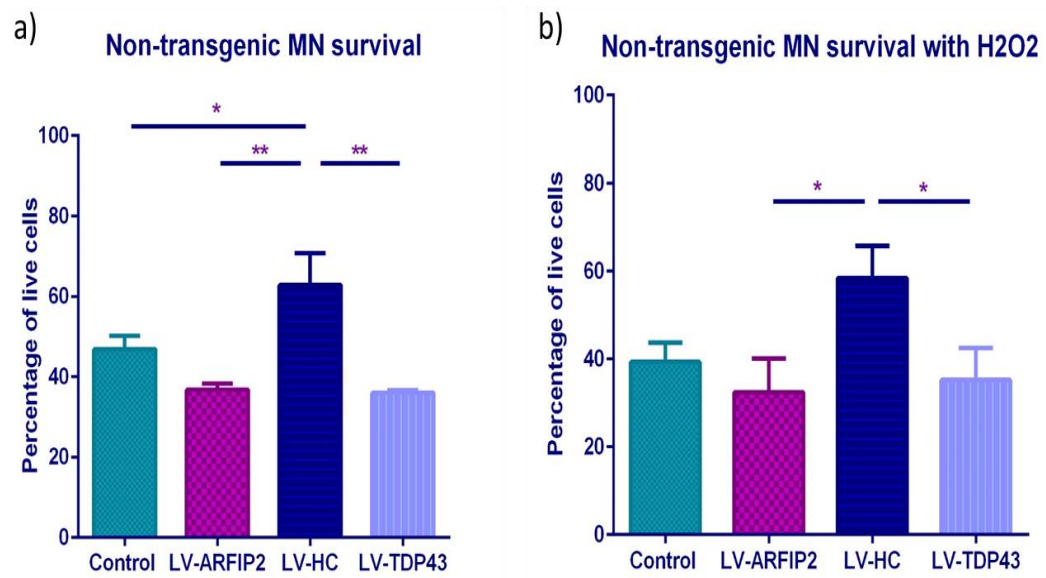 a)
Non-transgenic MN survival
Percentage of live cells
100
80
60
40
20
0
*
**
**
Control
LV-ARFIP2
LV-HC
LV-TDP43
b)
Non-transgenic MN survival with H2O2
Percentage of live cells
100
80
60
40
20
0
*
*
Control
LV-ARFIP2
LV-HC
LV-TDP43